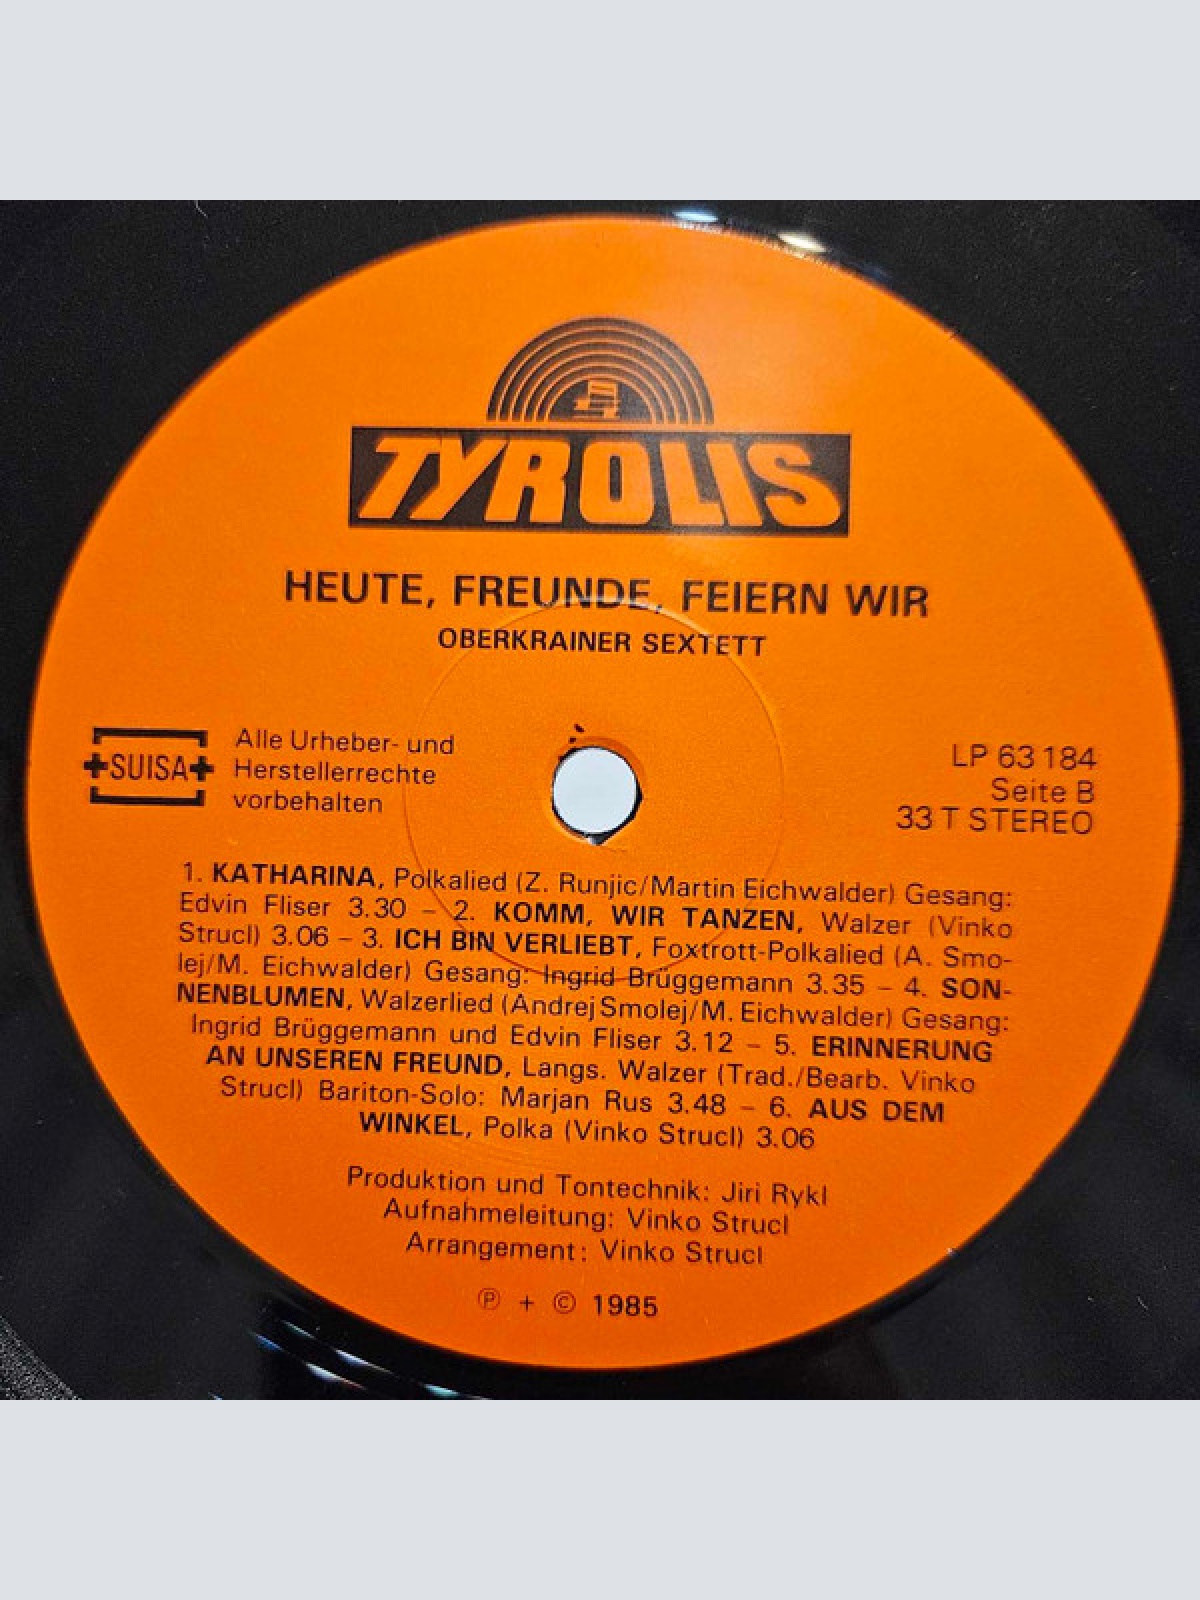 TYROLIS
HEUTE, FREUNDE, FEIERN WIR
OBERKRAINER SEXTETT
SUISA
Alle Urheber- und
Herstellerrechte
vorbehalten
LP 63 184
Seite B
33 T STEREO
1. KATHARINA, Polkalied (Z. Runjic/Martin Eichwalder) Gesang:
Edvin Fliser 3.30 – 2. KOMM, WIR TANZEN, Walzer (Vinko
Strucl) 3.06 – 3. ICH BIN VERLIEBT, Foxtrott-Polkalied (A. Smo-
lej/M. Eichwalder) Gesang: Ingrid Brüggemann 3.35 – 4. SON-
NENBLUMEN, Walzerlied (Andrej Smolej/M. Eichwalder) Gesang:
Ingrid Brüggemann und Edvin Fliser 3.12 – 5. ERINNERUNG
AN UNSEREN FREUND, Langs. Walzer (Trad./Bearb. Vinko
Strucl) Bariton-Solo: Marjan Rus 3.48 – 6. AUS DEM
WINKEL, Polka (Vinko Strucl) 3.06
Produktion und Tontechnik: Jiri Rykl
Aufnahmeleitung: Vinko Strucl
Arrangement: Vinko Strucl
℗ + © 1985